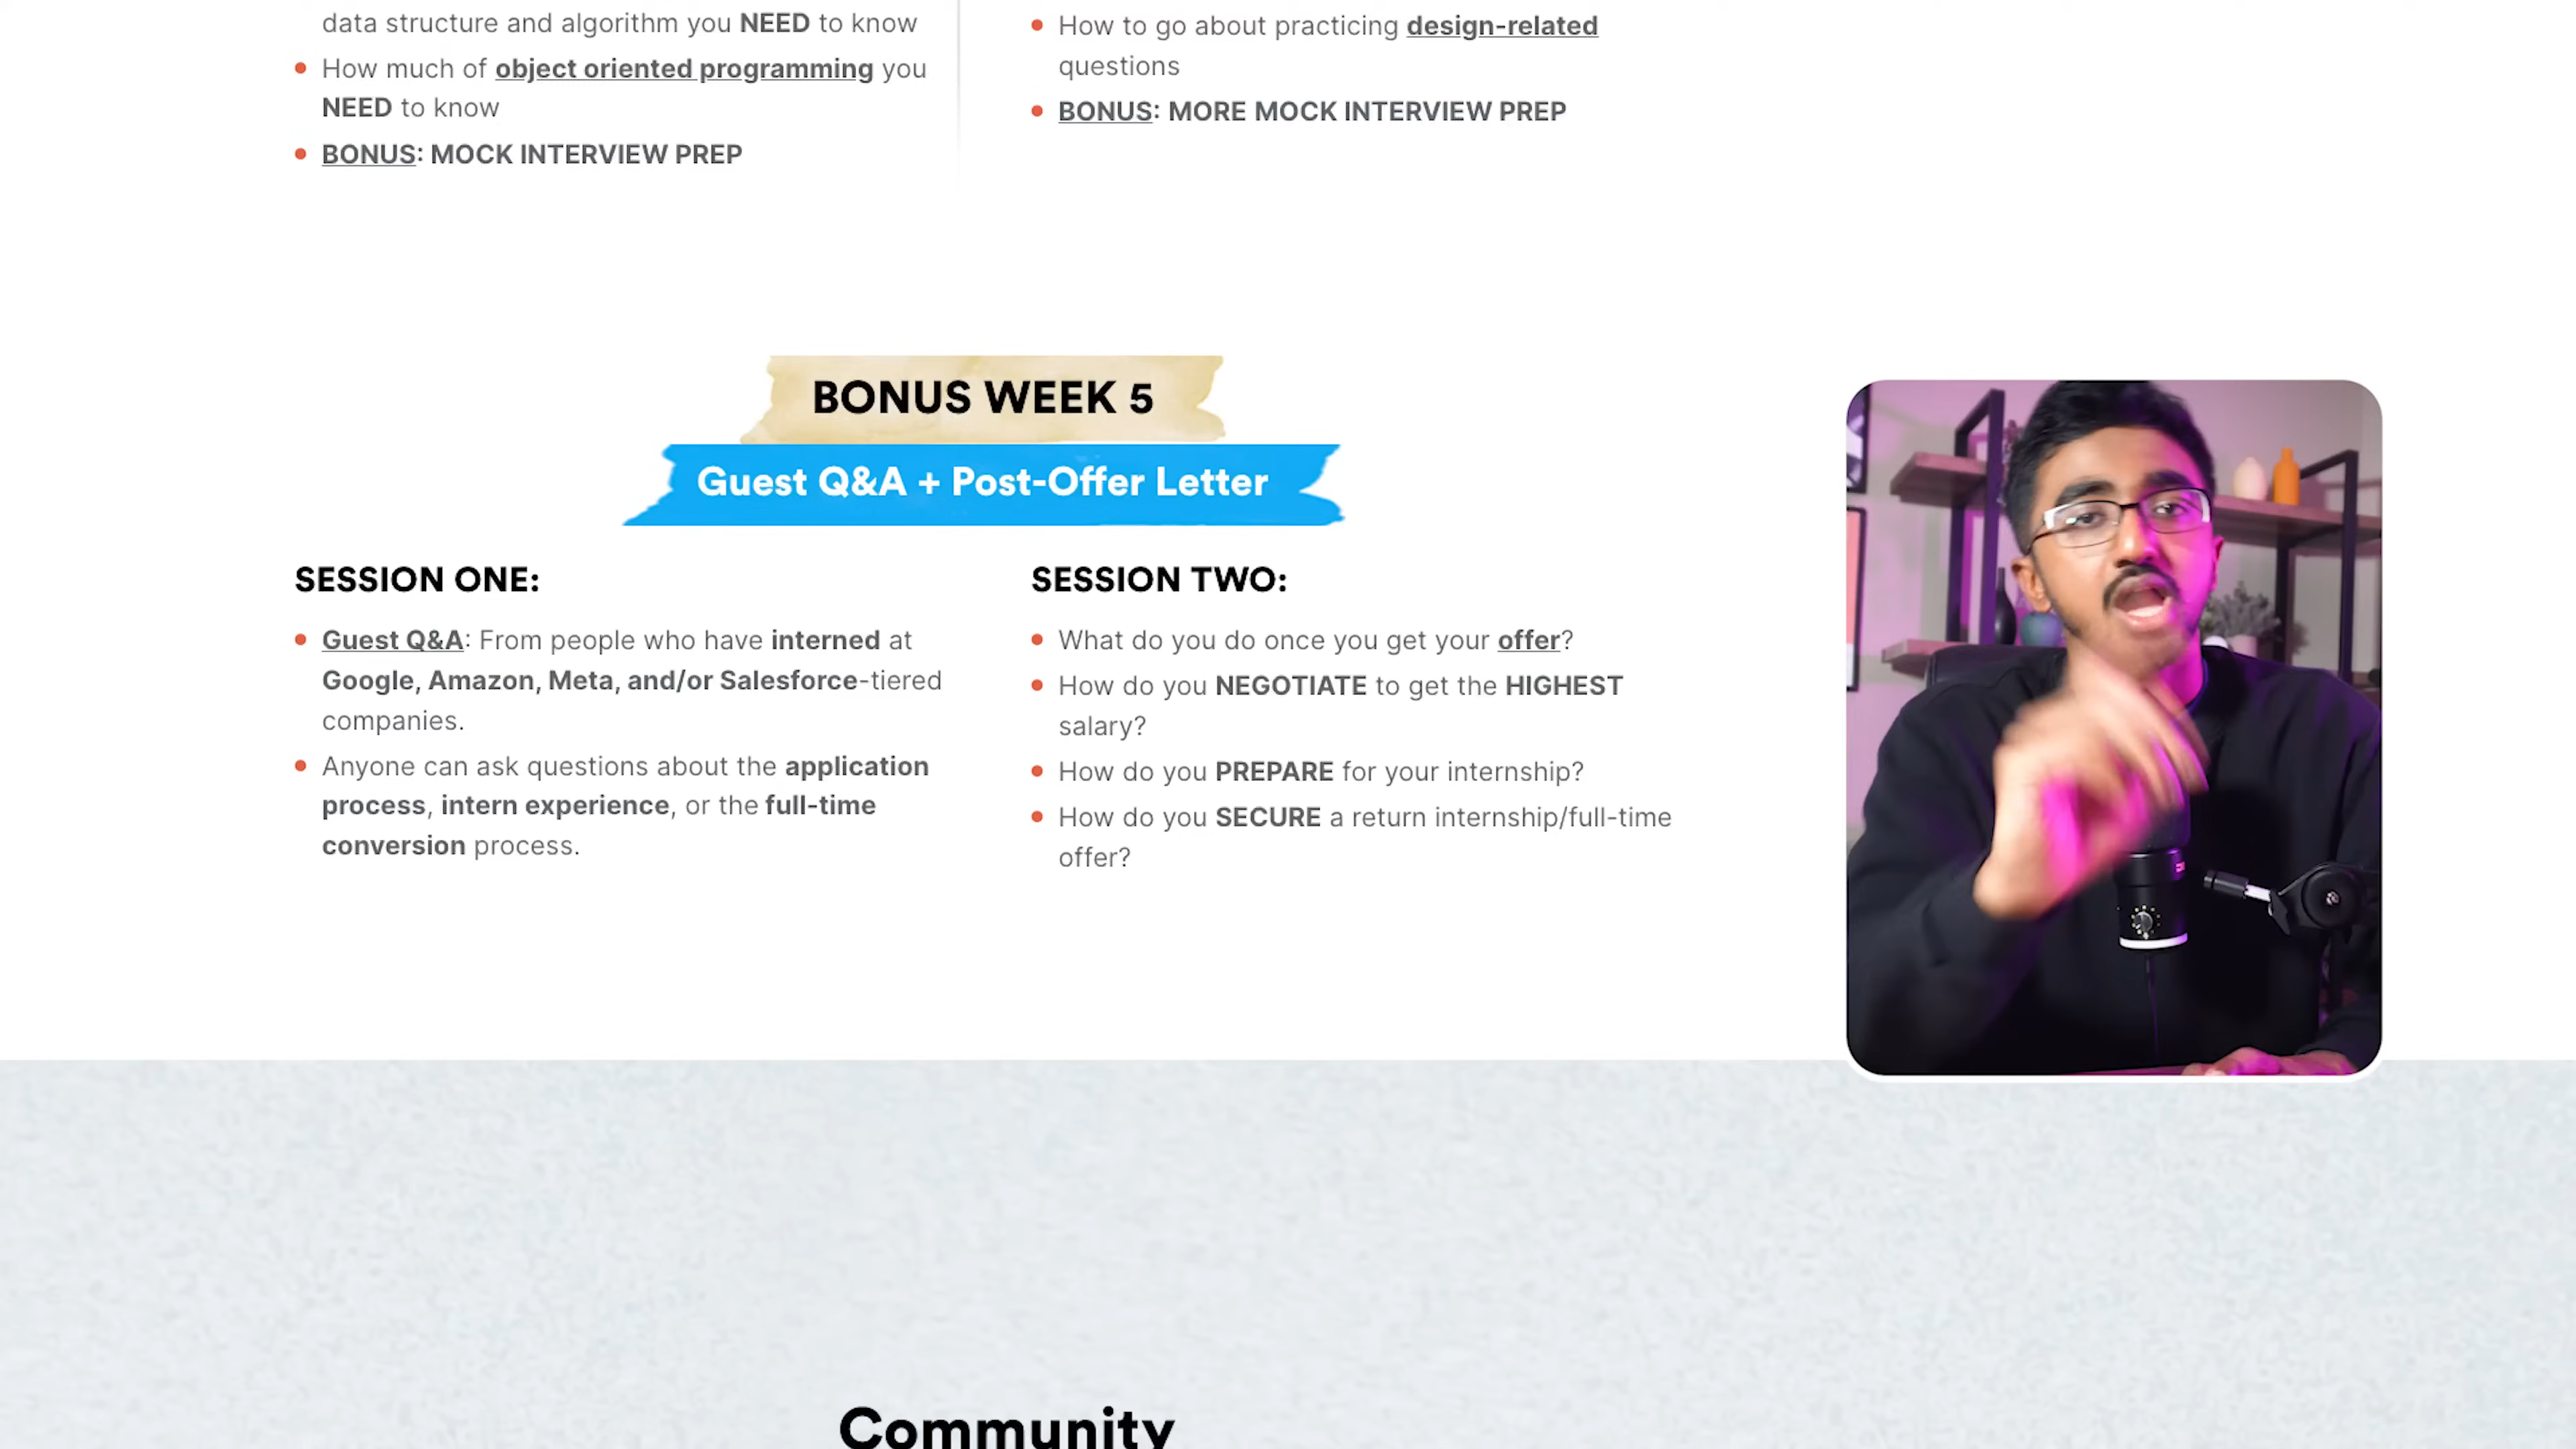 data structure and algorithm you NEED to know
How much of object oriented programming you
NEED to know
BONUS: MOCK INTERVIEW PREP
How to go about practicing design-related
questions
BONUS: MORE MOCK INTERVIEW PREP
BONUS WEEK 5
Guest Q&A + Post-Offer Letter
SESSION ONE:
Guest Q&A: From people who have interned at
Google, Amazon, Meta, and/or Salesforce-tiered
companies.
Anyone can ask questions about the application
process, intern experience, or the full-time
conversion process.
SESSION TWO:
What do you do once you get your offer?
How do you NEGOTIATE to get the HIGHEST
salary?
How do you PREPARE for your internship?
How do you SECURE a return internship/full-time
offer?
Community